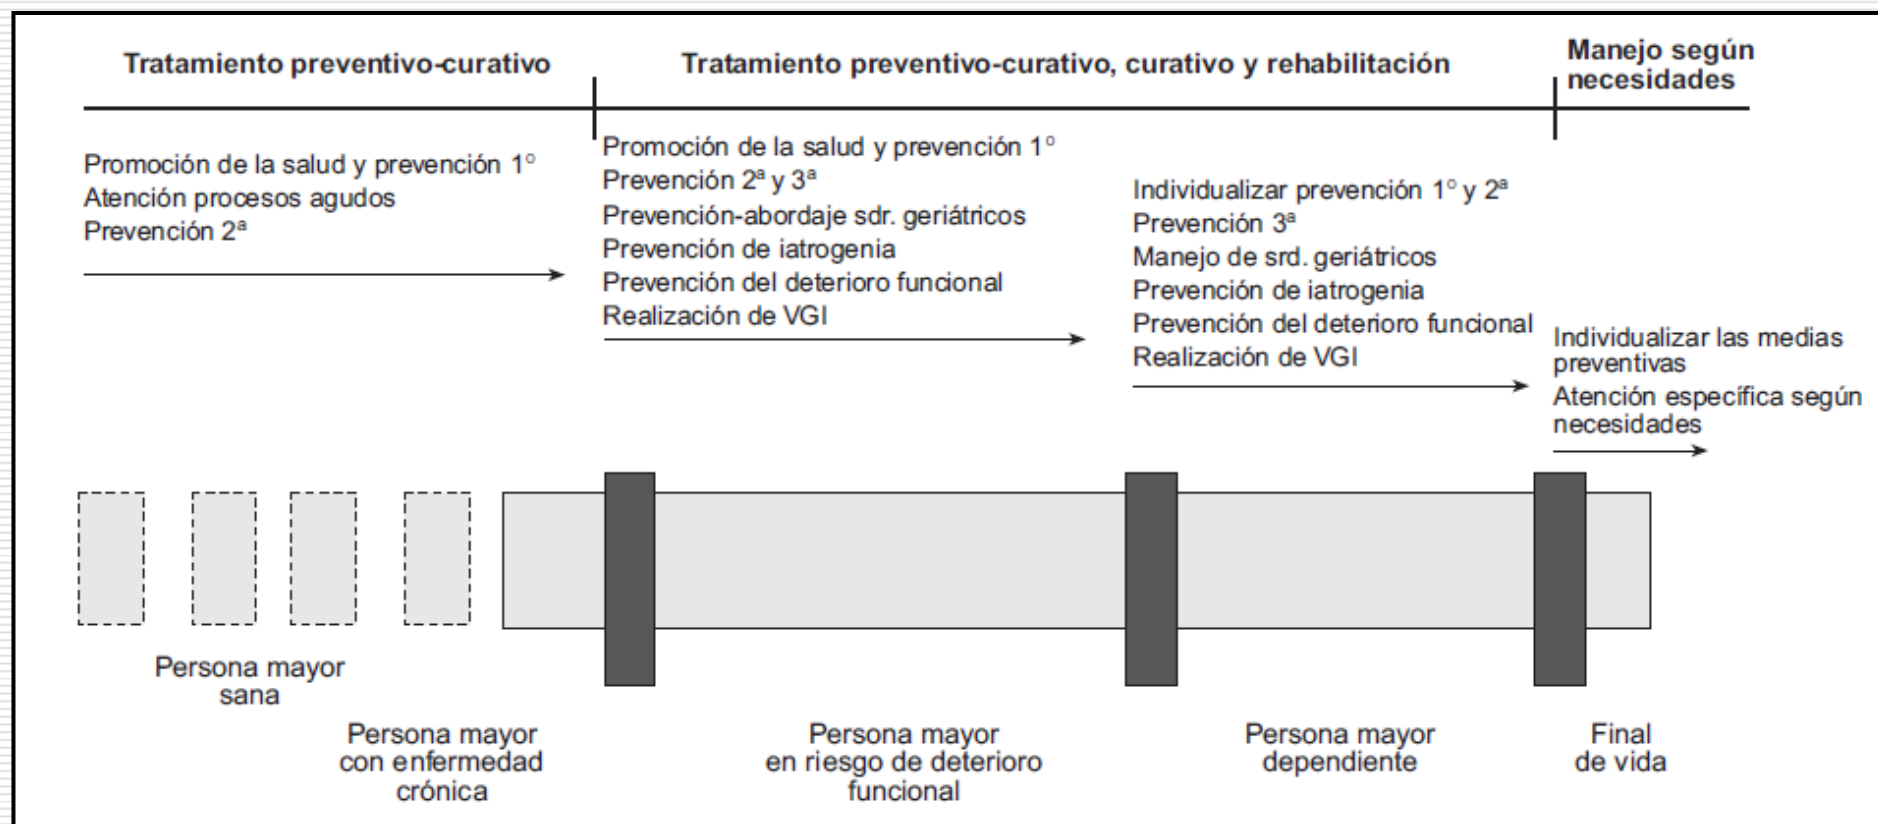 Tratamiento preventivo-curativo
Tratamiento preventivo-curativo, curativo y rehabilitación
Manejo según
necesidades
Promoción de la salud y prevención 1º
Atención procesos agudos
Prevención 2ª
Promoción de la salud y prevención 1º
Prevención 2ª y 3ª
Prevención-abordaje sdr. geriátricos
Prevención de iatrogenia
Prevención del deterioro funcional
Realización de VGI
Individualizar prevención 1º y 2ª
Prevención 3ª
Manejo de srd. geriátricos
Prevención de iatrogenia
Prevención del deterioro funcional
Realización de VGI
Individualizar las medias
preventivas
Atención específica según
necesidades
Persona mayor
sana
Persona mayor
con enfermedad
crónica
Persona mayor
en riesgo de deterioro
funcional
Persona mayor
dependiente
Final
de vida